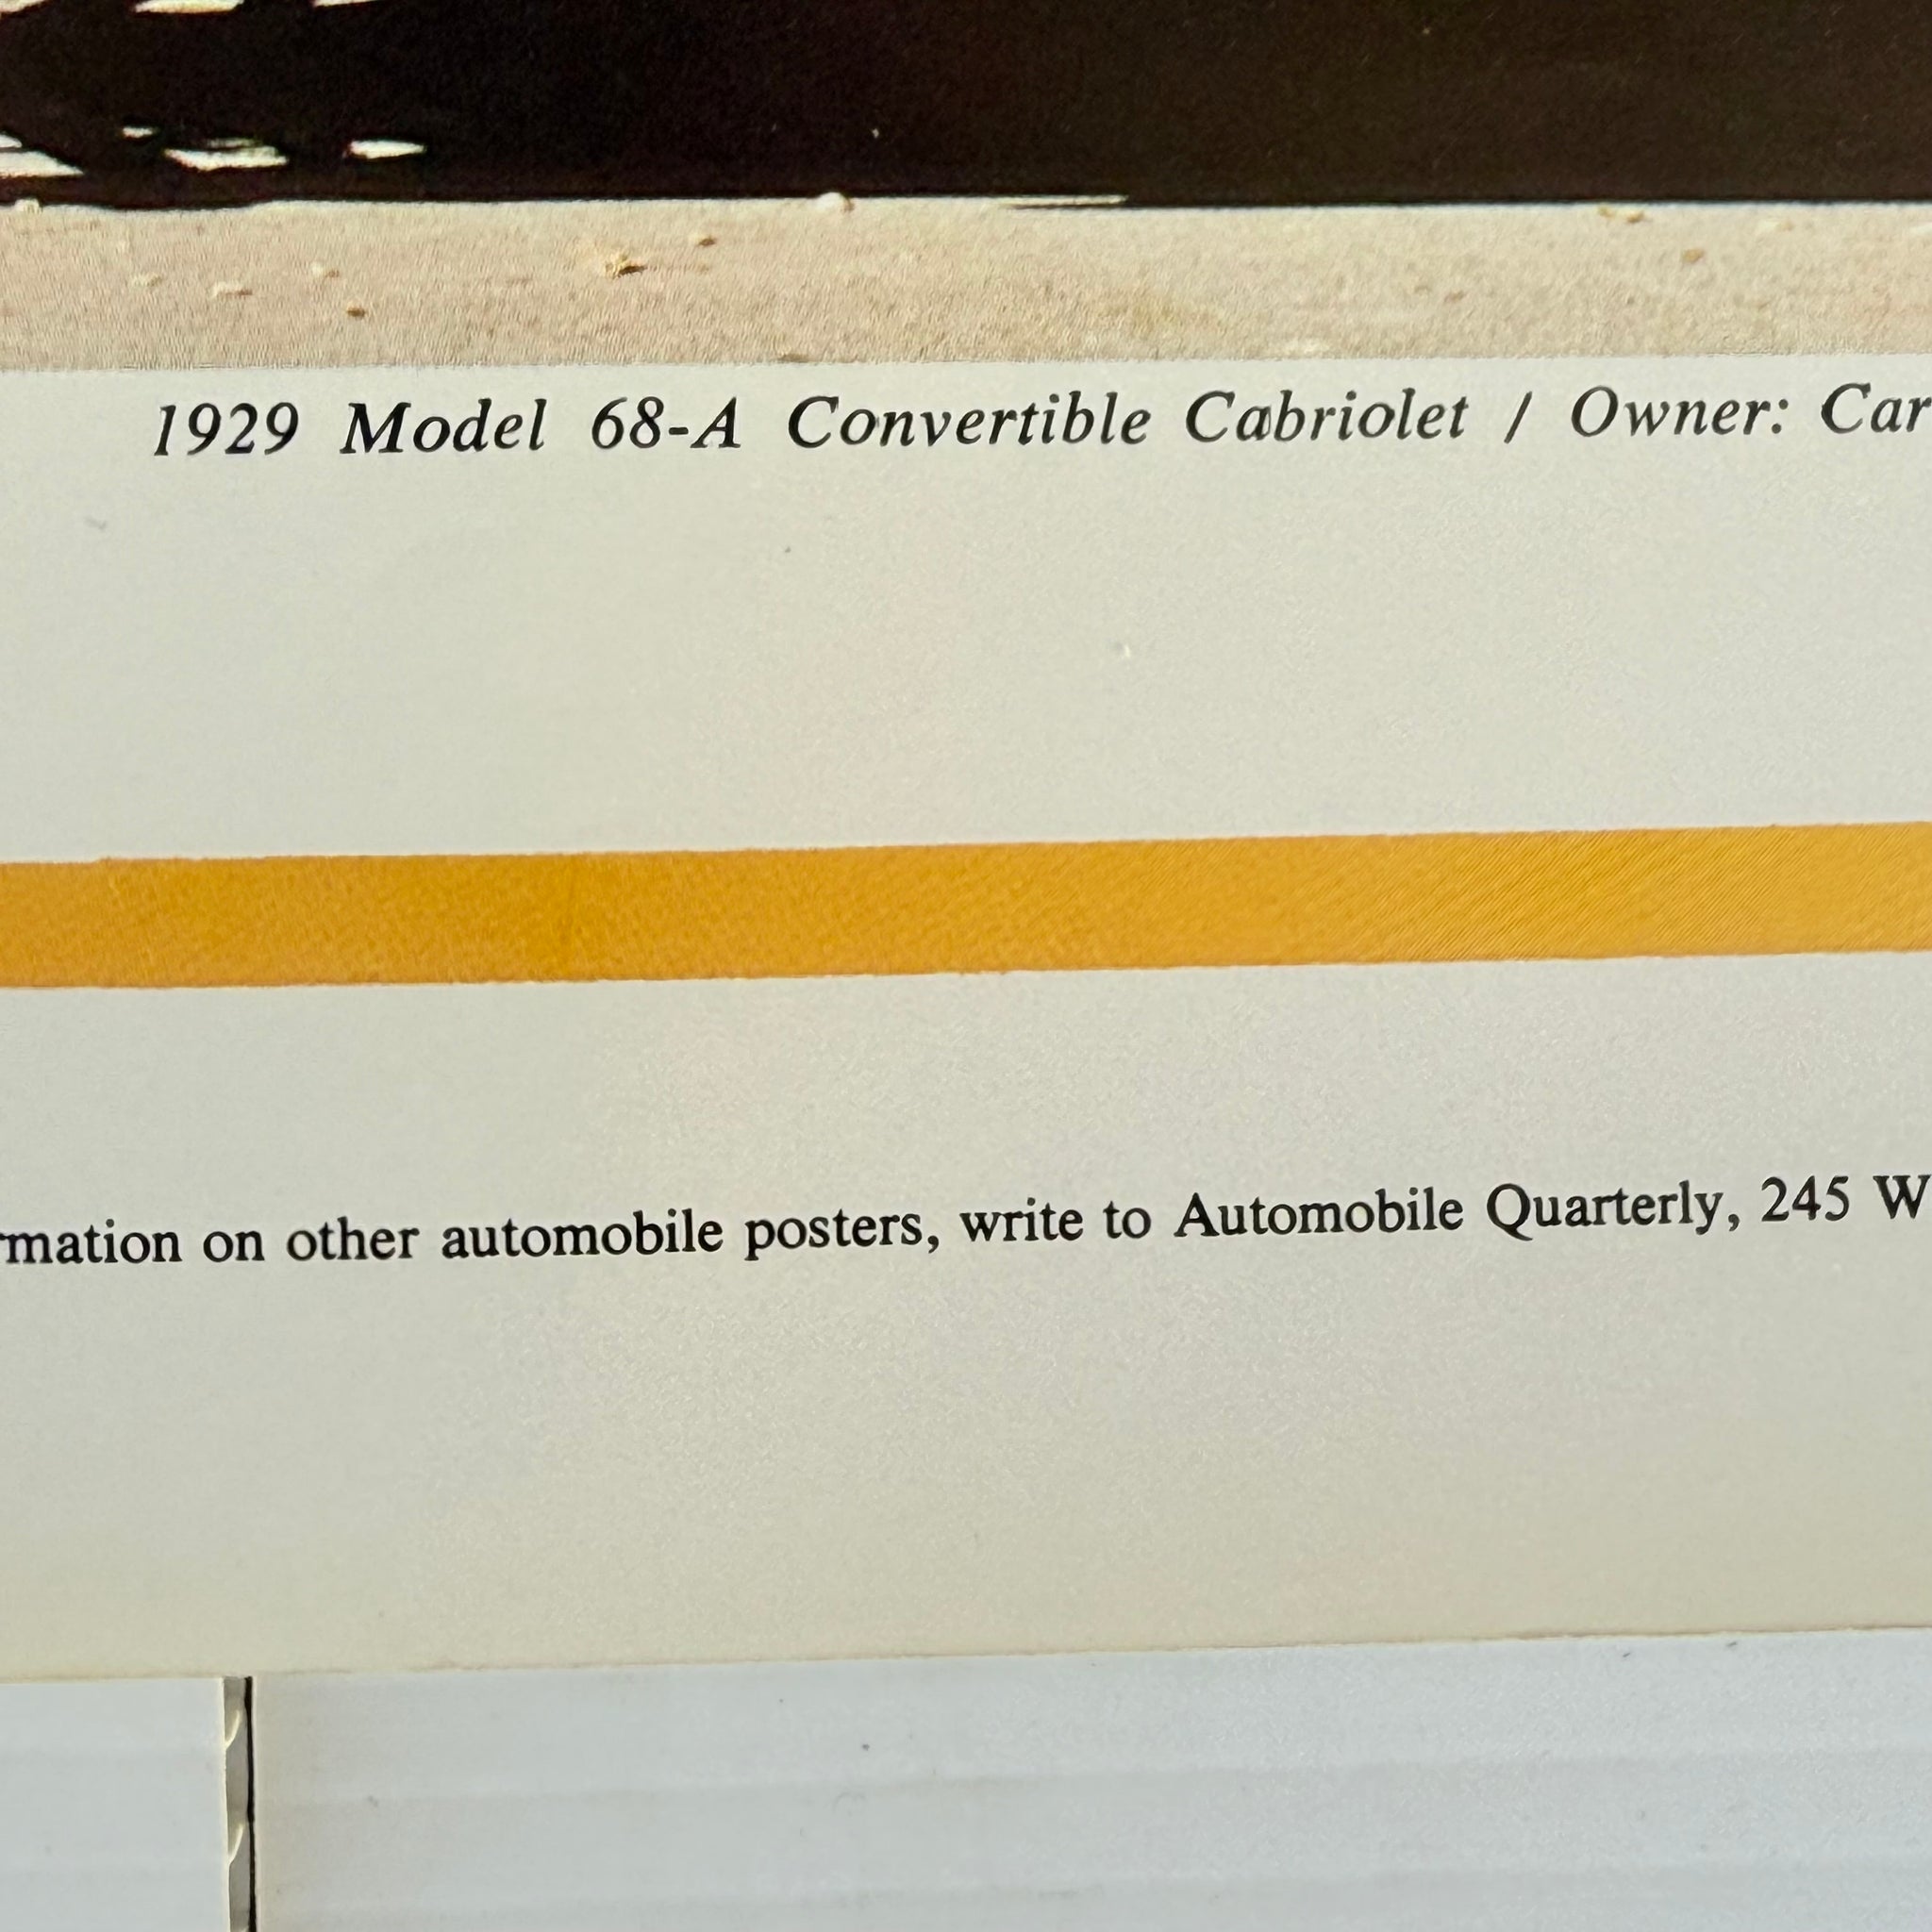 1929 Model 68-A Convertible Cabriolet / Owner: Car
rmation on other automobile posters, write to Automobile Quarterly, 245 W